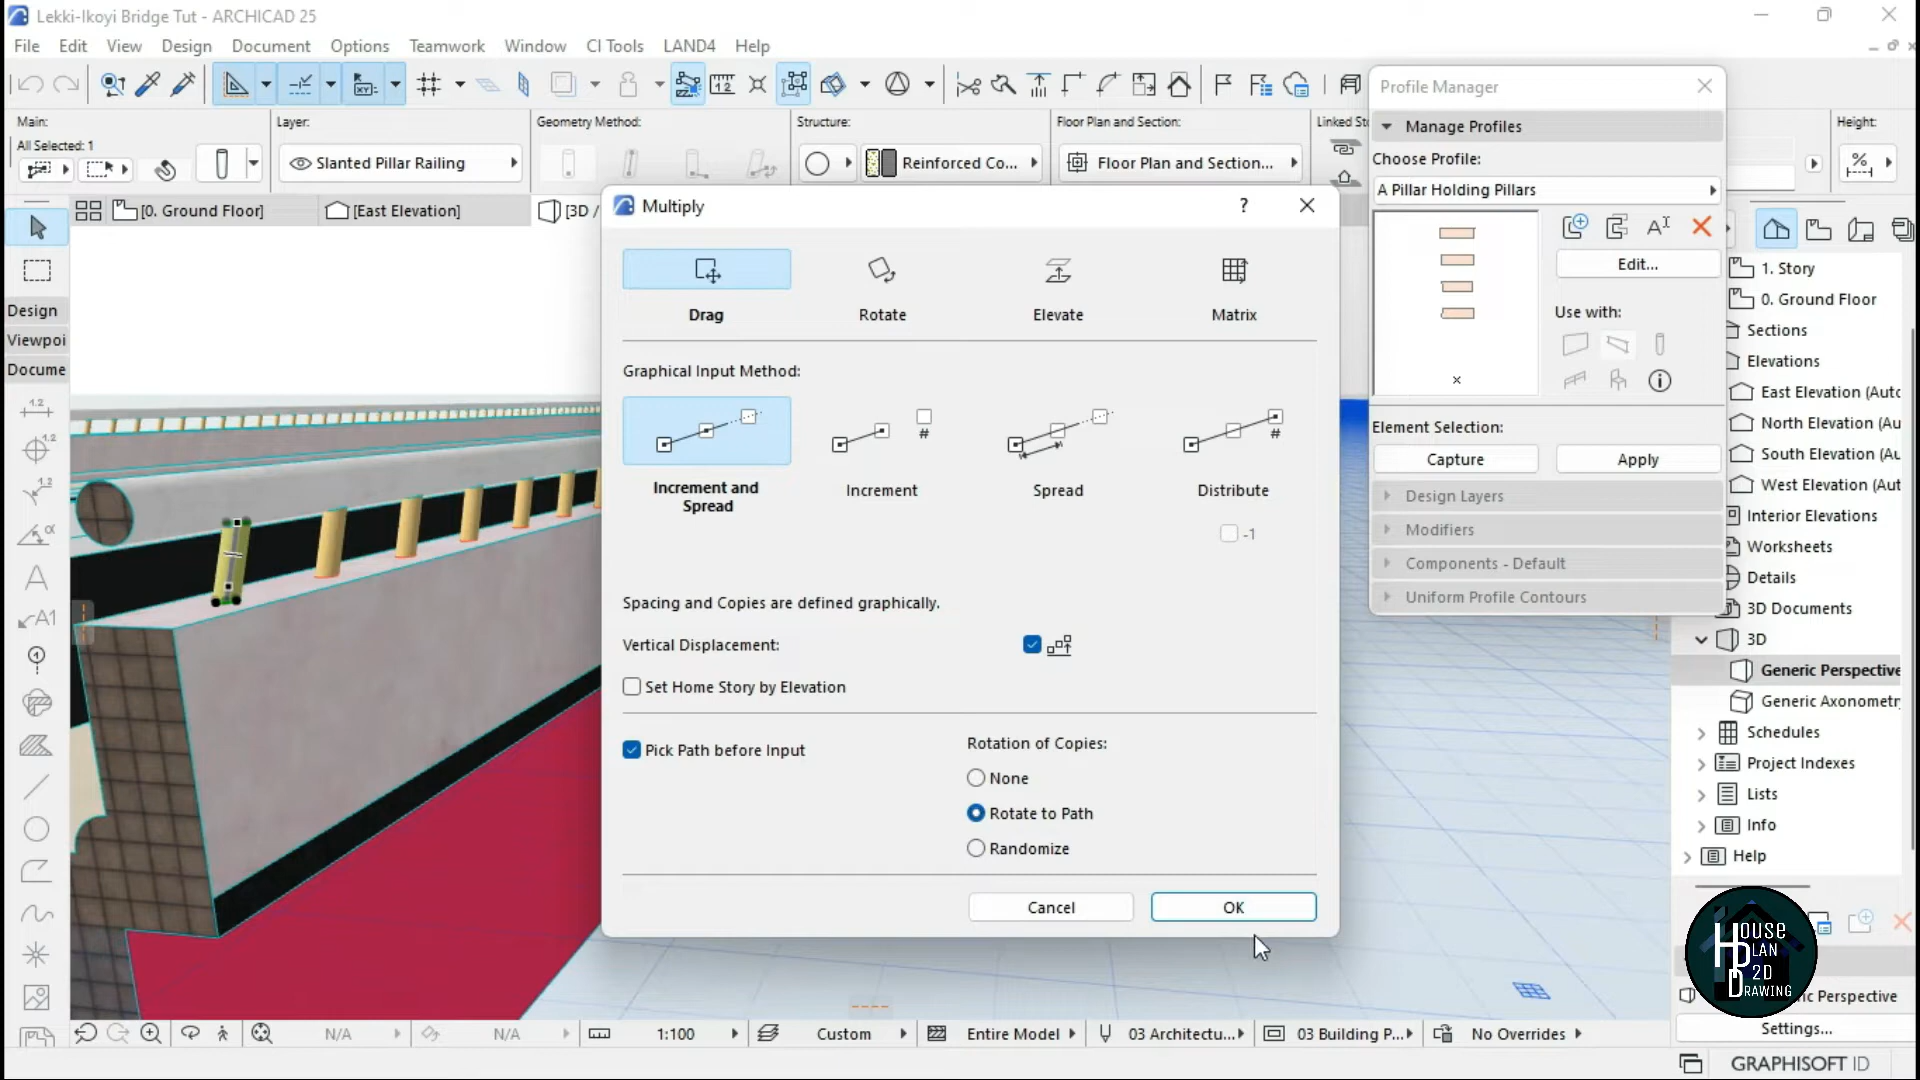 Lekki-Ikoyi Bridge Tut - ARCHICAD 25
File Edit View Design Document Options Teamwork Window CI Tools LAND4 Help
Main:
All Selected: 1
Layer:
Slanted Pillar Railing
Geometry Method:
Structure:
Reinforced Co...
Floor Plan and Section:
Floor Plan and Section...
Linked Sto
Height:
[0. Ground Floor]
[East Elevation]
[3D /
Design
Viewpoi
Docume
Multiply
?
Drag
Rotate
Elevate
Matrix
Graphical Input Method:
Increment and Spread
Increment
Spread
Distribute
-1
Spacing and Copies are defined graphically.
Vertical Displacement:
Set Home Story by Elevation
Pick Path before Input
Rotation of Copies:
None
Rotate to Path
Randomize
Cancel
OK
Profile Manager
Manage Profiles
Choose Profile:
A Pillar Holding Pillars
Edit...
Use with:
Element Selection:
Capture
Apply
Design Layers
Modifiers
Components - Default
Uniform Profile Contours
1. Story
0. Ground Floor
Sections
Elevations
East Elevation (Auto
North Elevation (Au
South Elevation (Au
West Elevation (Aut
Interior Elevations
Worksheets
Details
3D Documents
3D
Generic Perspective
Generic Axonometr
Schedules
Project Indexes
Lists
Info
Help
House
Plan
2D
Drawing
ric Perspective
Settings...
N/A
N/A
1:100
Custom
Entire Model
03 Architectu...
03 Building P...
No Overrides
GRAPHISOFT ID